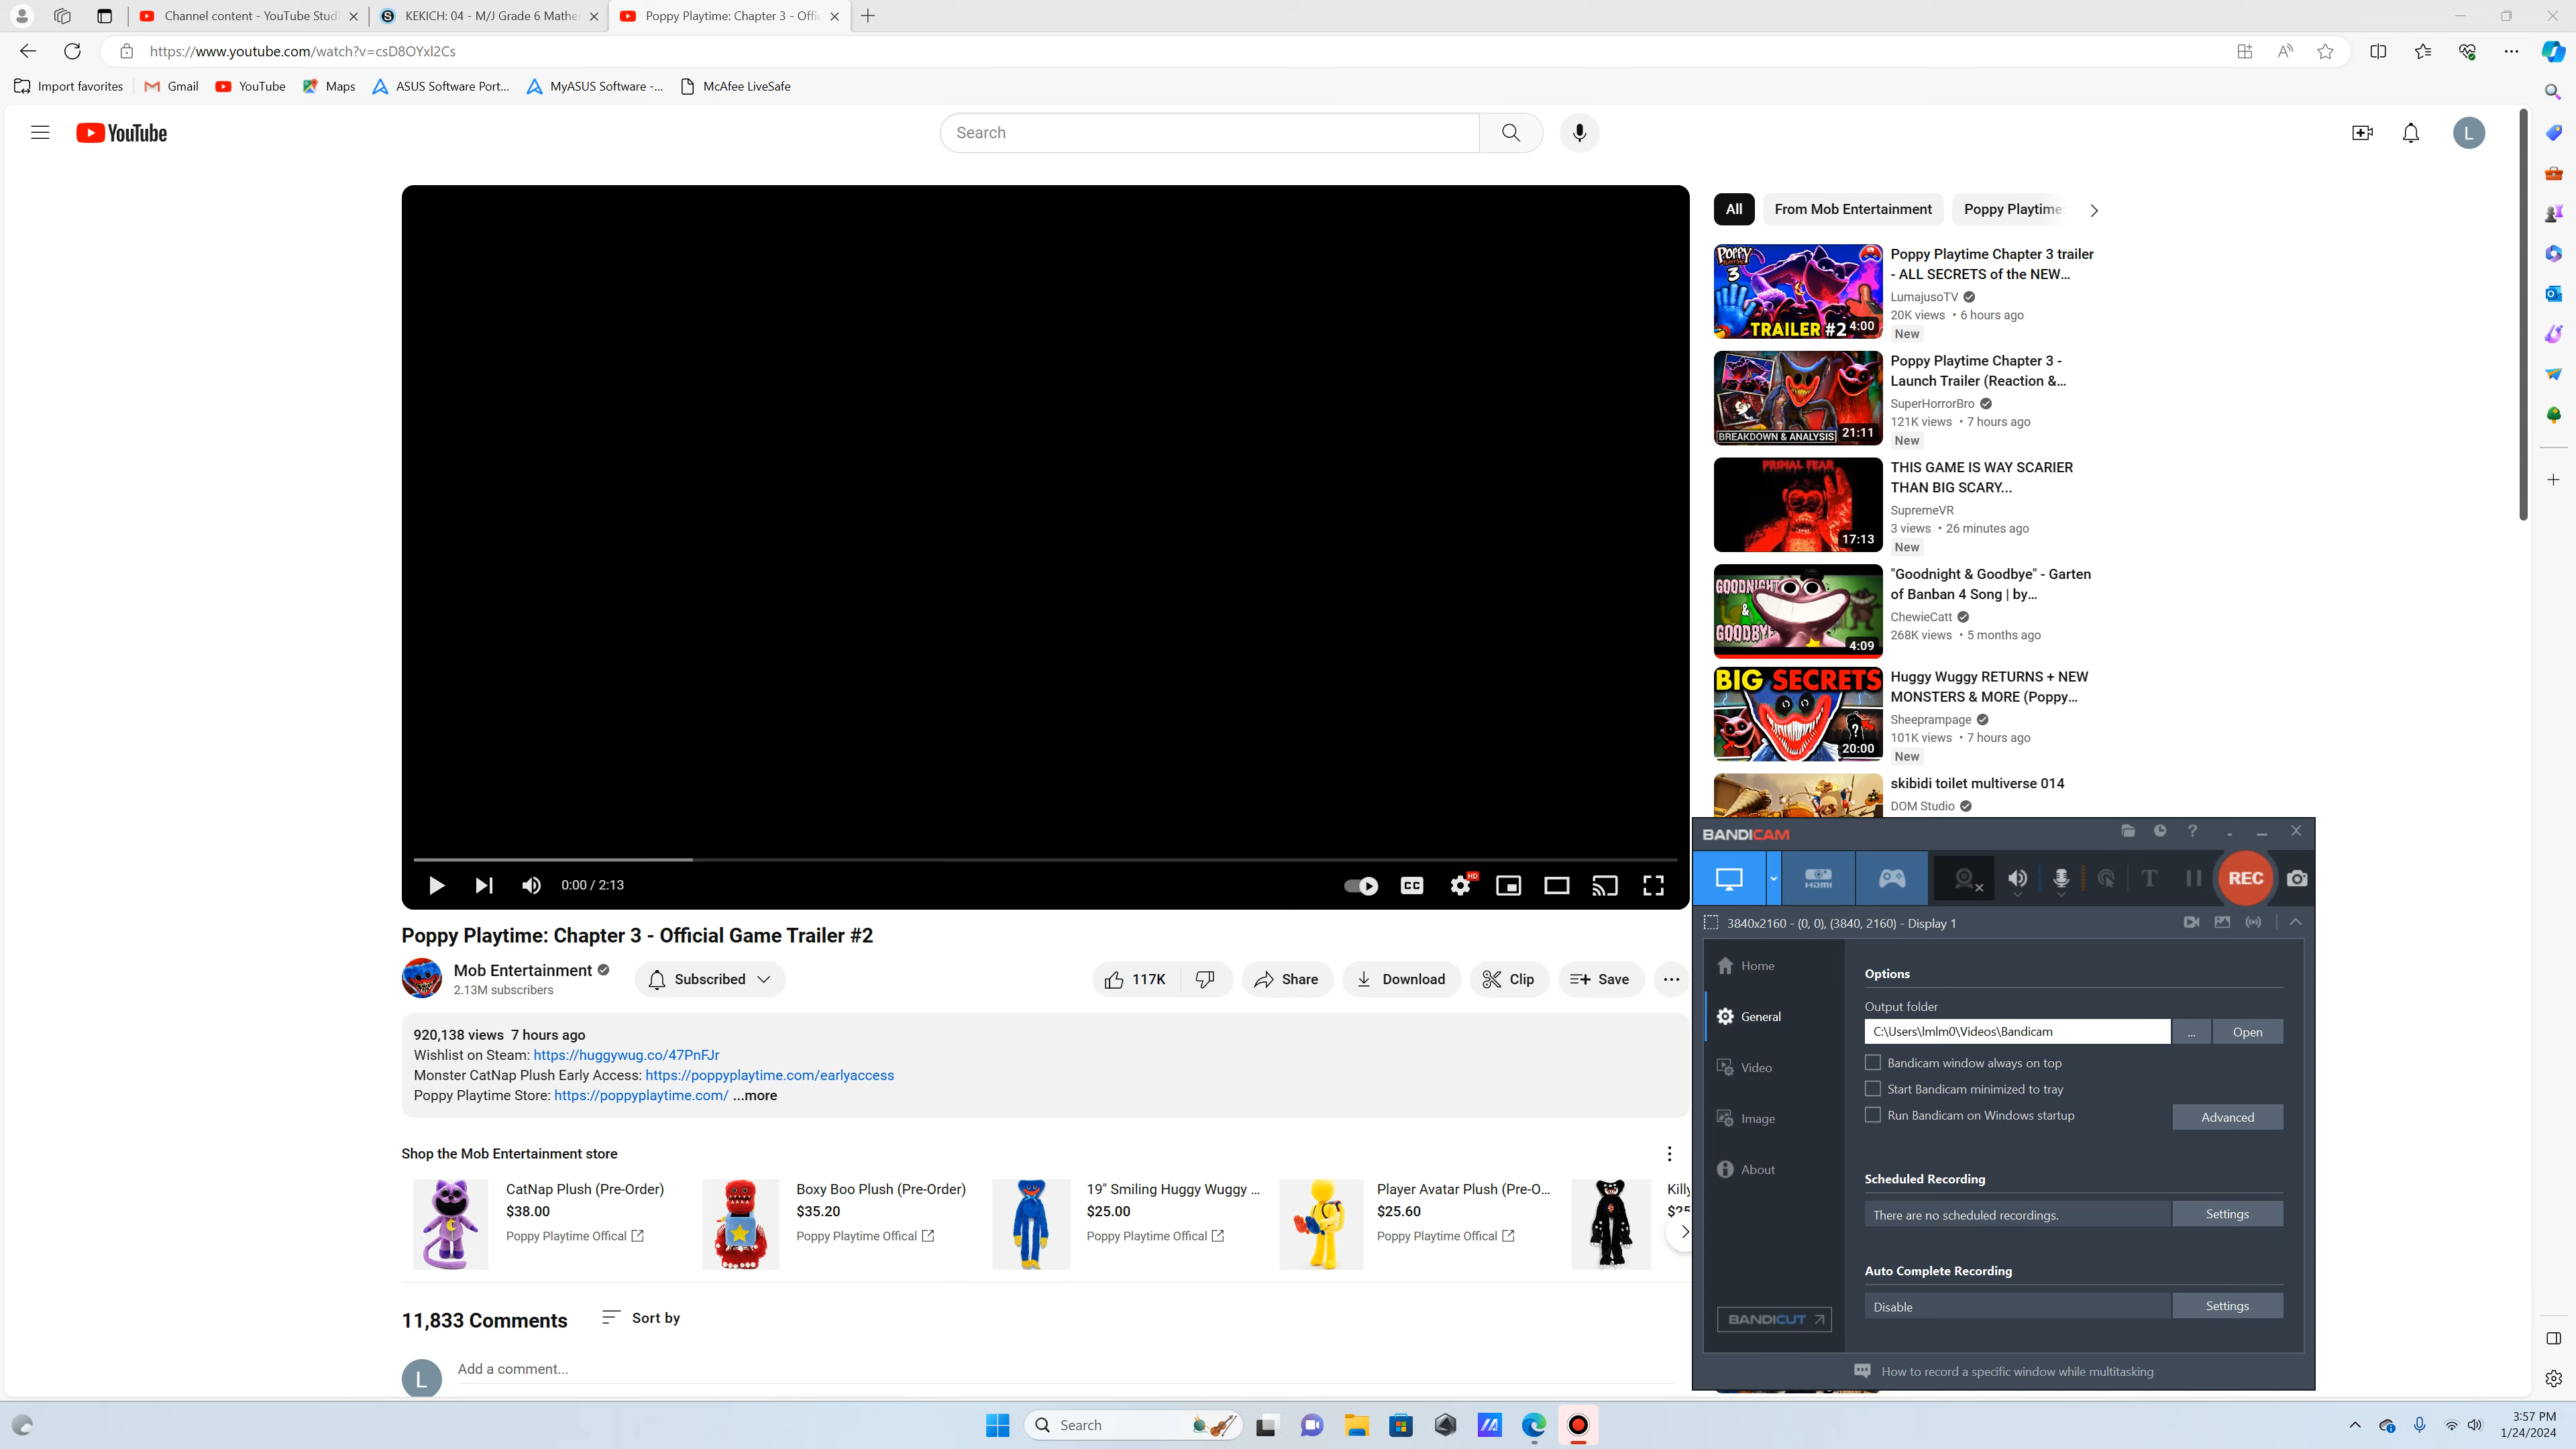 Channel content - YouTube Studi
KEKICH: 04 - M/J Grade 6 Mathe
Poppy Playtime: Chapter 3 - Offic
https://www.youtube.com/watch?v=csD8OYxl2Cs
Import favorites
Gmail
YouTube
Maps
ASUS Software Port...
MyASUS Software -...
McAfee LiveSafe
YouTube
Search
L
0:00 / 2:13
CC
HD
Poppy Playtime: Chapter 3 - Official Game Trailer #2
Mob Entertainment
2.13M subscribers
Subscribed
117K
Share
Download
Clip
Save
920,138 views 7 hours ago
Wishlist on Steam: https://huggywug.co/47PnFJr
Monster CatNap Plush Early Access: https://poppyplaytime.com/earlyaccess
Poppy Playtime Store: https://poppyplaytime.com/ ...more
Shop the Mob Entertainment store
CatNap Plush (Pre-Order)
$38.00
Poppy Playtime Offical
Boxy Boo Plush (Pre-Order)
$35.20
Poppy Playtime Offical
19" Smiling Huggy Wuggy ...
$25.00
Poppy Playtime Offical
Player Avatar Plush (Pre-O...
$25.60
Poppy Playtime Offical
Killy
$25
11,833 Comments
Sort by
L
Add a comment...
All
From Mob Entertainment
Poppy Playtime:
POPPY
3
TRAILER #2
4:00
Poppy Playtime Chapter 3 trailer
- ALL SECRETS of the NEW...
LumajusoTV
20K views • 6 hours ago
New
BREAKDOWN & ANALYSIS
21:11
Poppy Playtime Chapter 3 -
Launch Trailer (Reaction &...
SuperHorrorBro
121K views • 7 hours ago
New
PRIMAL FEAR
17:13
THIS GAME IS WAY SCARIER
THAN BIG SCARY...
SupremeVR
3 views • 26 minutes ago
New
GOODNIGHT
&
GOODBYE
4:09
"Goodnight & Goodbye" - Garten
of Banban 4 Song | by...
ChewieCatt
268K views • 5 months ago
BIG SECRETS
?
20:00
Huggy Wuggy RETURNS + NEW
MONSTERS & MORE (Poppy...
Sheeprampage
101K views • 7 hours ago
New
skibidi toilet multiverse 014
DOM Studio
BANDICAM
HDMI
T
REC
3840x2160 - (0, 0), (3840, 2160) - Display 1
Home
General
Video
Image
About
BANDICUT
Options
Output folder
C:\Users\lmlm0\Videos\Bandicam
...
Open
Bandicam window always on top
Start Bandicam minimized to tray
Run Bandicam on Windows startup
Advanced
Scheduled Recording
There are no scheduled recordings.
Settings
Auto Complete Recording
Disable
Settings
How to record a specific window while multitasking
Search
3:57 PM
1/24/2024